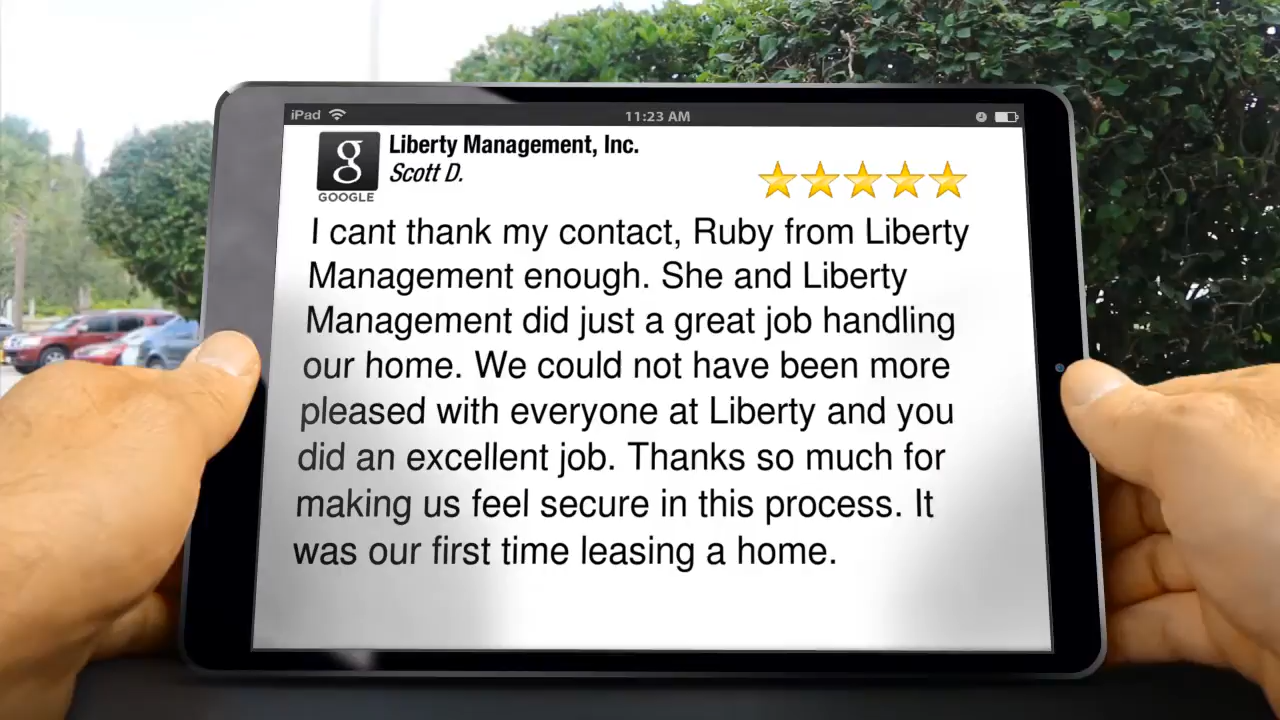 iPad 11:23 AM
g
GOOGLE
Liberty Management, Inc.
Scott D.
I cant thank my contact, Ruby from Liberty
Management enough. She and Liberty
Management did just a great job handling
our home. We could not have been more
pleased with everyone at Liberty and you
did an excellent job. Thanks so much for
making us feel secure in this process. It
was our first time leasing a home.